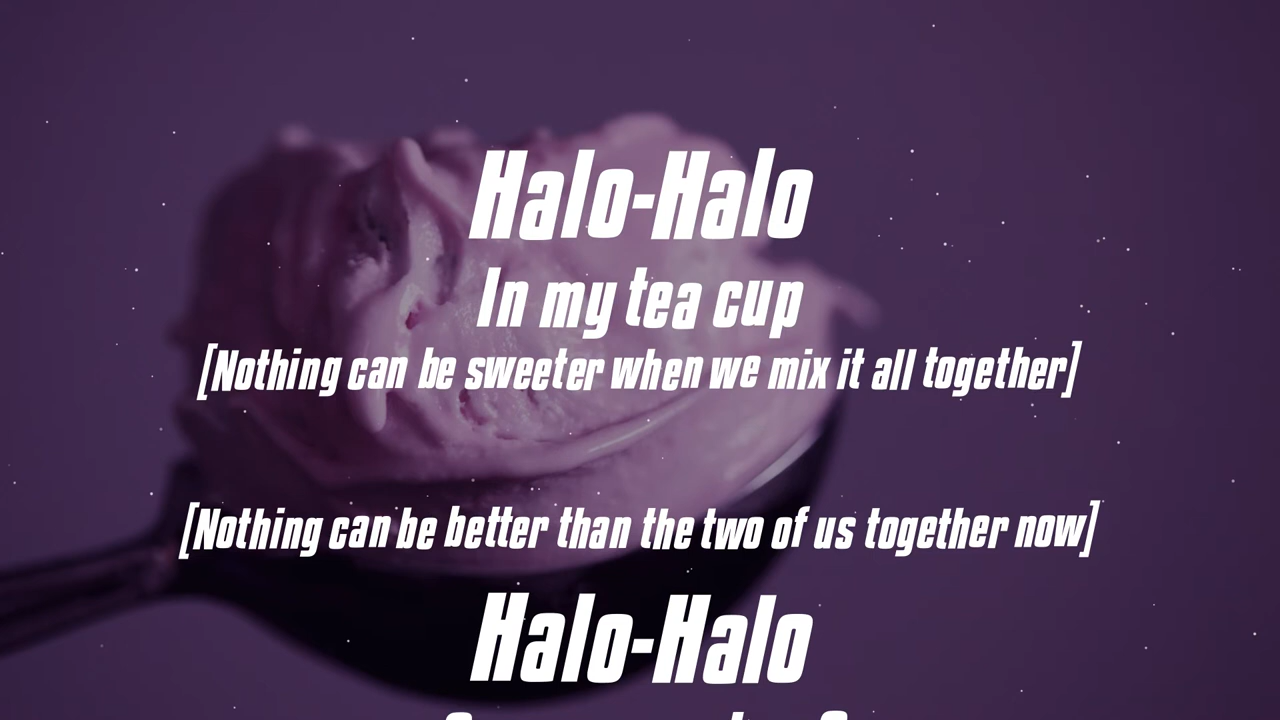 Halo-Halo
In my tea cup
[Nothing can be sweeter when we mix it all together]
[Nothing can be better than the two of us together now]
Halo-Halo